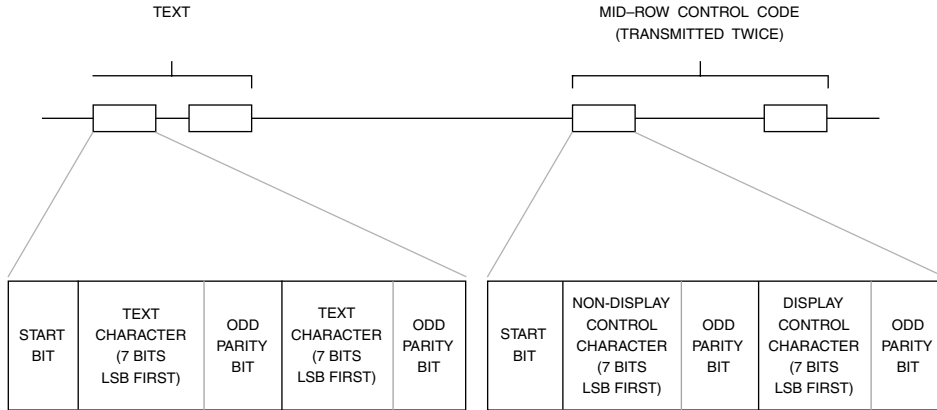 TEXT
MID–ROW CONTROL CODE
(TRANSMITTED TWICE)
START
BIT
TEXT
CHARACTER
(7 BITS
LSB FIRST)
ODD
PARITY
BIT
TEXT
CHARACTER
(7 BITS
LSB FIRST)
ODD
PARITY
BIT
START
BIT
NON-DISPLAY
CONTROL
CHARACTER
(7 BITS
LSB FIRST)
ODD
PARITY
BIT
DISPLAY
CONTROL
CHARACTER
(7 BITS
LSB FIRST)
ODD
PARITY
BIT